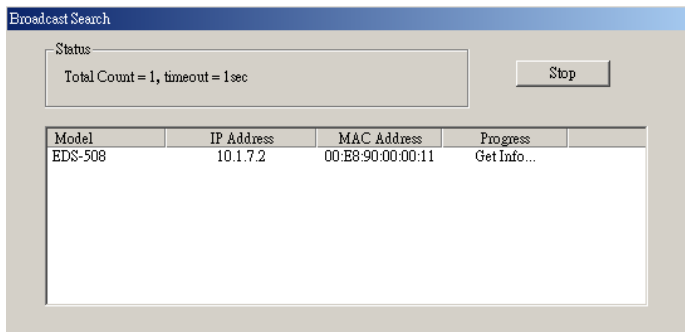 Broadcast Search
Status
Total Count = 1, timeout = 1sec
Stop
Model IP Address MAC Address Progress
EDS-508 10.1.7.2 00:E8:90:00:00:11 Get Info...